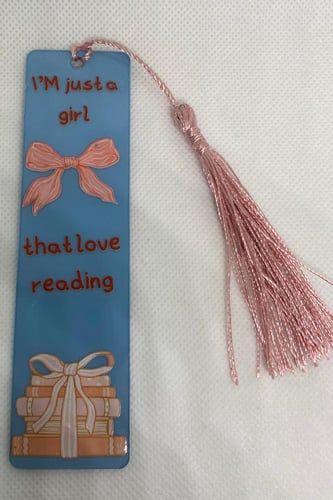 I'M just a
girl
that love
reading